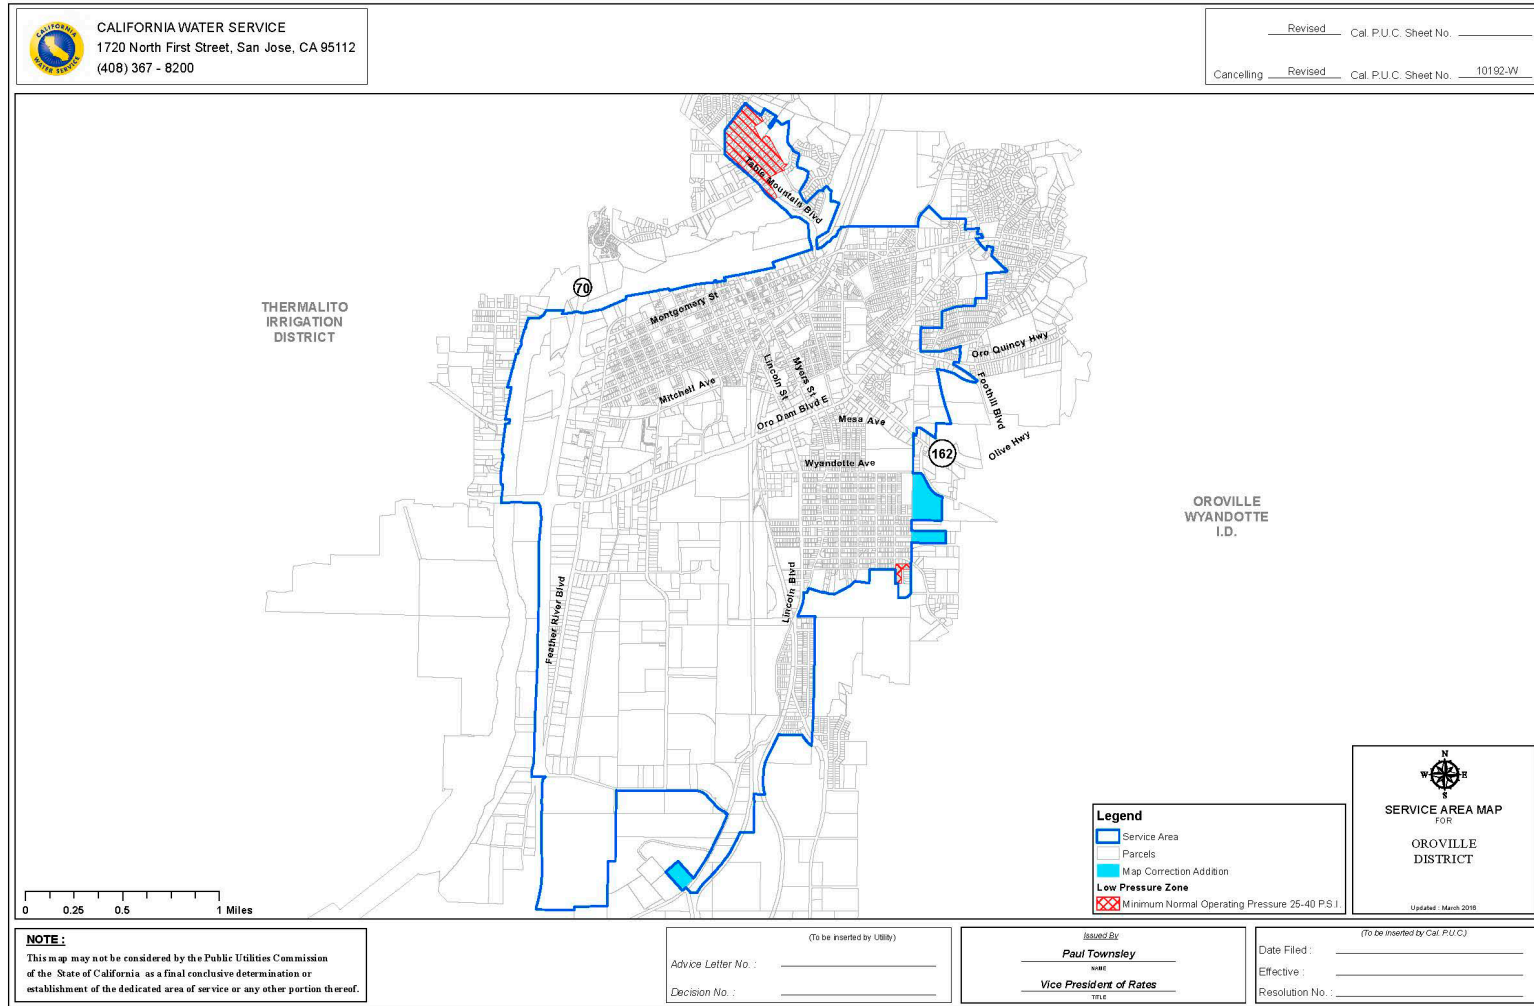 CALIFORNIA WATER SERVICE
CALIFORNIA WATER SERVICE
1720 North First Street, San Jose, CA 95112
(408) 367 - 8200
Revised Cal. P.U.C. Sheet No.
Cancelling Revised Cal. P.U.C. Sheet No. 10192-W
Table Mountain Blvd
70
THERMALITO
IRRIGATION
DISTRICT
Montgomery St
Oro Quincy Hwy
Lincoln St
Myers St
Mitchell Ave
Foothill Blvd
Oro Dam Blvd E
Mesa Ave
Olive Hwy
162
Wyandotte Ave
OROVILLE
WYANDOTTE
I.D.
Lincoln Blvd
Feather River Blvd
Legend
Service Area
Parcels
Map Correction Addition
Low Pressure Zone
Minimum Normal Operating Pressure 25-40 P.S.I.
N
W E
S
SERVICE AREA MAP
FOR
OROVILLE
DISTRICT
Updated : March 2016
0 0.25 0.5 1 Miles
NOTE :
This map may not be considered by the Public Utilities Commission
of the State of California as a final conclusive determination or
establishment of the dedicated area of service or any other portion thereof.
(To be inserted by Utility)
Advice Letter No. :
Decision No. :
Issued By
Paul Townsley
NAME
Vice President of Rates
TITLE
(To be inserted by Cal. P.U.C.)
Date Filed :
Effective :
Resolution No. :